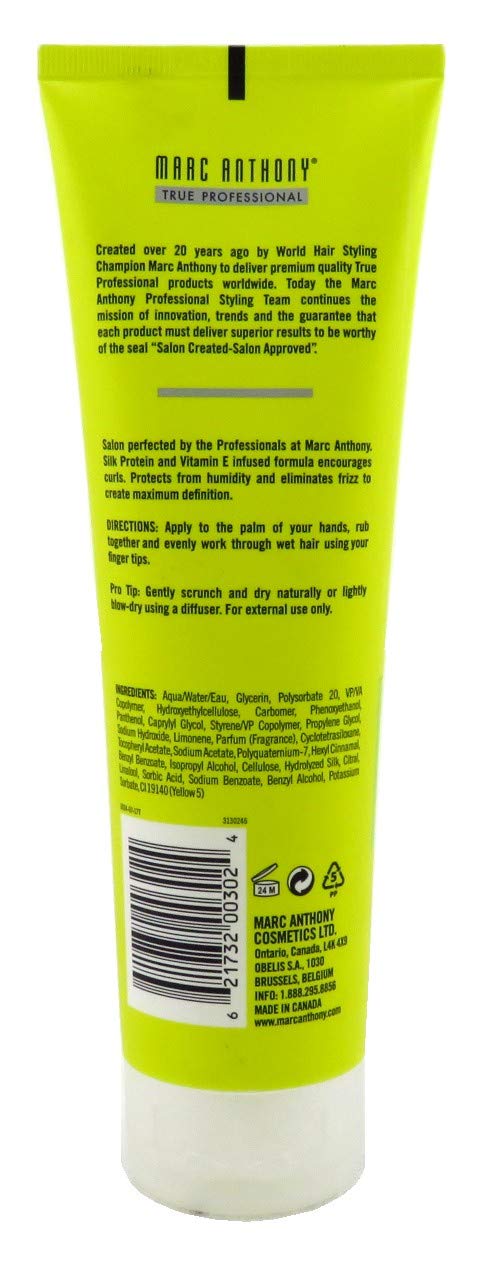 MARC ANTHONY®
TRUE PROFESSIONAL
Created over 20 years ago by World Hair Styling
Champion Marc Anthony to deliver premium quality True
Professional products worldwide. Today the Marc
Anthony Professional Styling Team continues the
mission of innovation, trends and the guarantee that
each product must deliver superior results to be worthy
of the seal “Salon Created-Salon Approved”.
Salon perfected by the Professionals at Marc Anthony.
Silk Protein and Vitamin E infused formula encourages
curls. Protects from humidity and eliminates frizz to
create maximum definition.
DIRECTIONS: Apply to the palm of your hands, rub
together and evenly work through wet hair using your
finger tips.
Pro Tip: Gently scrunch and dry naturally or lightly
blow-dry using a diffuser. For external use only.
INGREDIENTS: Aqua/Water/Eau, Glycerin, Polysorbate 20, VP/VA
Copolymer, Hydroxyethylcellulose, Carbomer, Phenoxyethanol,
Panthenol, Caprylyl Glycol, Styrene/VP Copolymer, Propylene Glycol,
Sodium Hydroxide, Limonene, Parfum (Fragrance), Cyclotetrasiloxane,
Tocopheryl Acetate, Sodium Acetate, Polyquaternium-7, Hexyl Cinnamal,
Benzyl Benzoate, Isopropyl Alcohol, Cellulose, Hydrolyzed Silk, Citral,
Linalool, Sorbic Acid, Sodium Benzoate, Benzyl Alcohol, Potassium
Sorbate, CI 19140 (Yellow 5)
3130245
6 21732 00302 4
24 M
5
PP
MARC ANTHONY
COSMETICS LTD.
Ontario, Canada, L4K 4X9
OBELIS S.A., 1030
BRUSSELS, BELGIUM
INFO: 1.888.295.8856
MADE IN CANADA
www.marcanthony.com